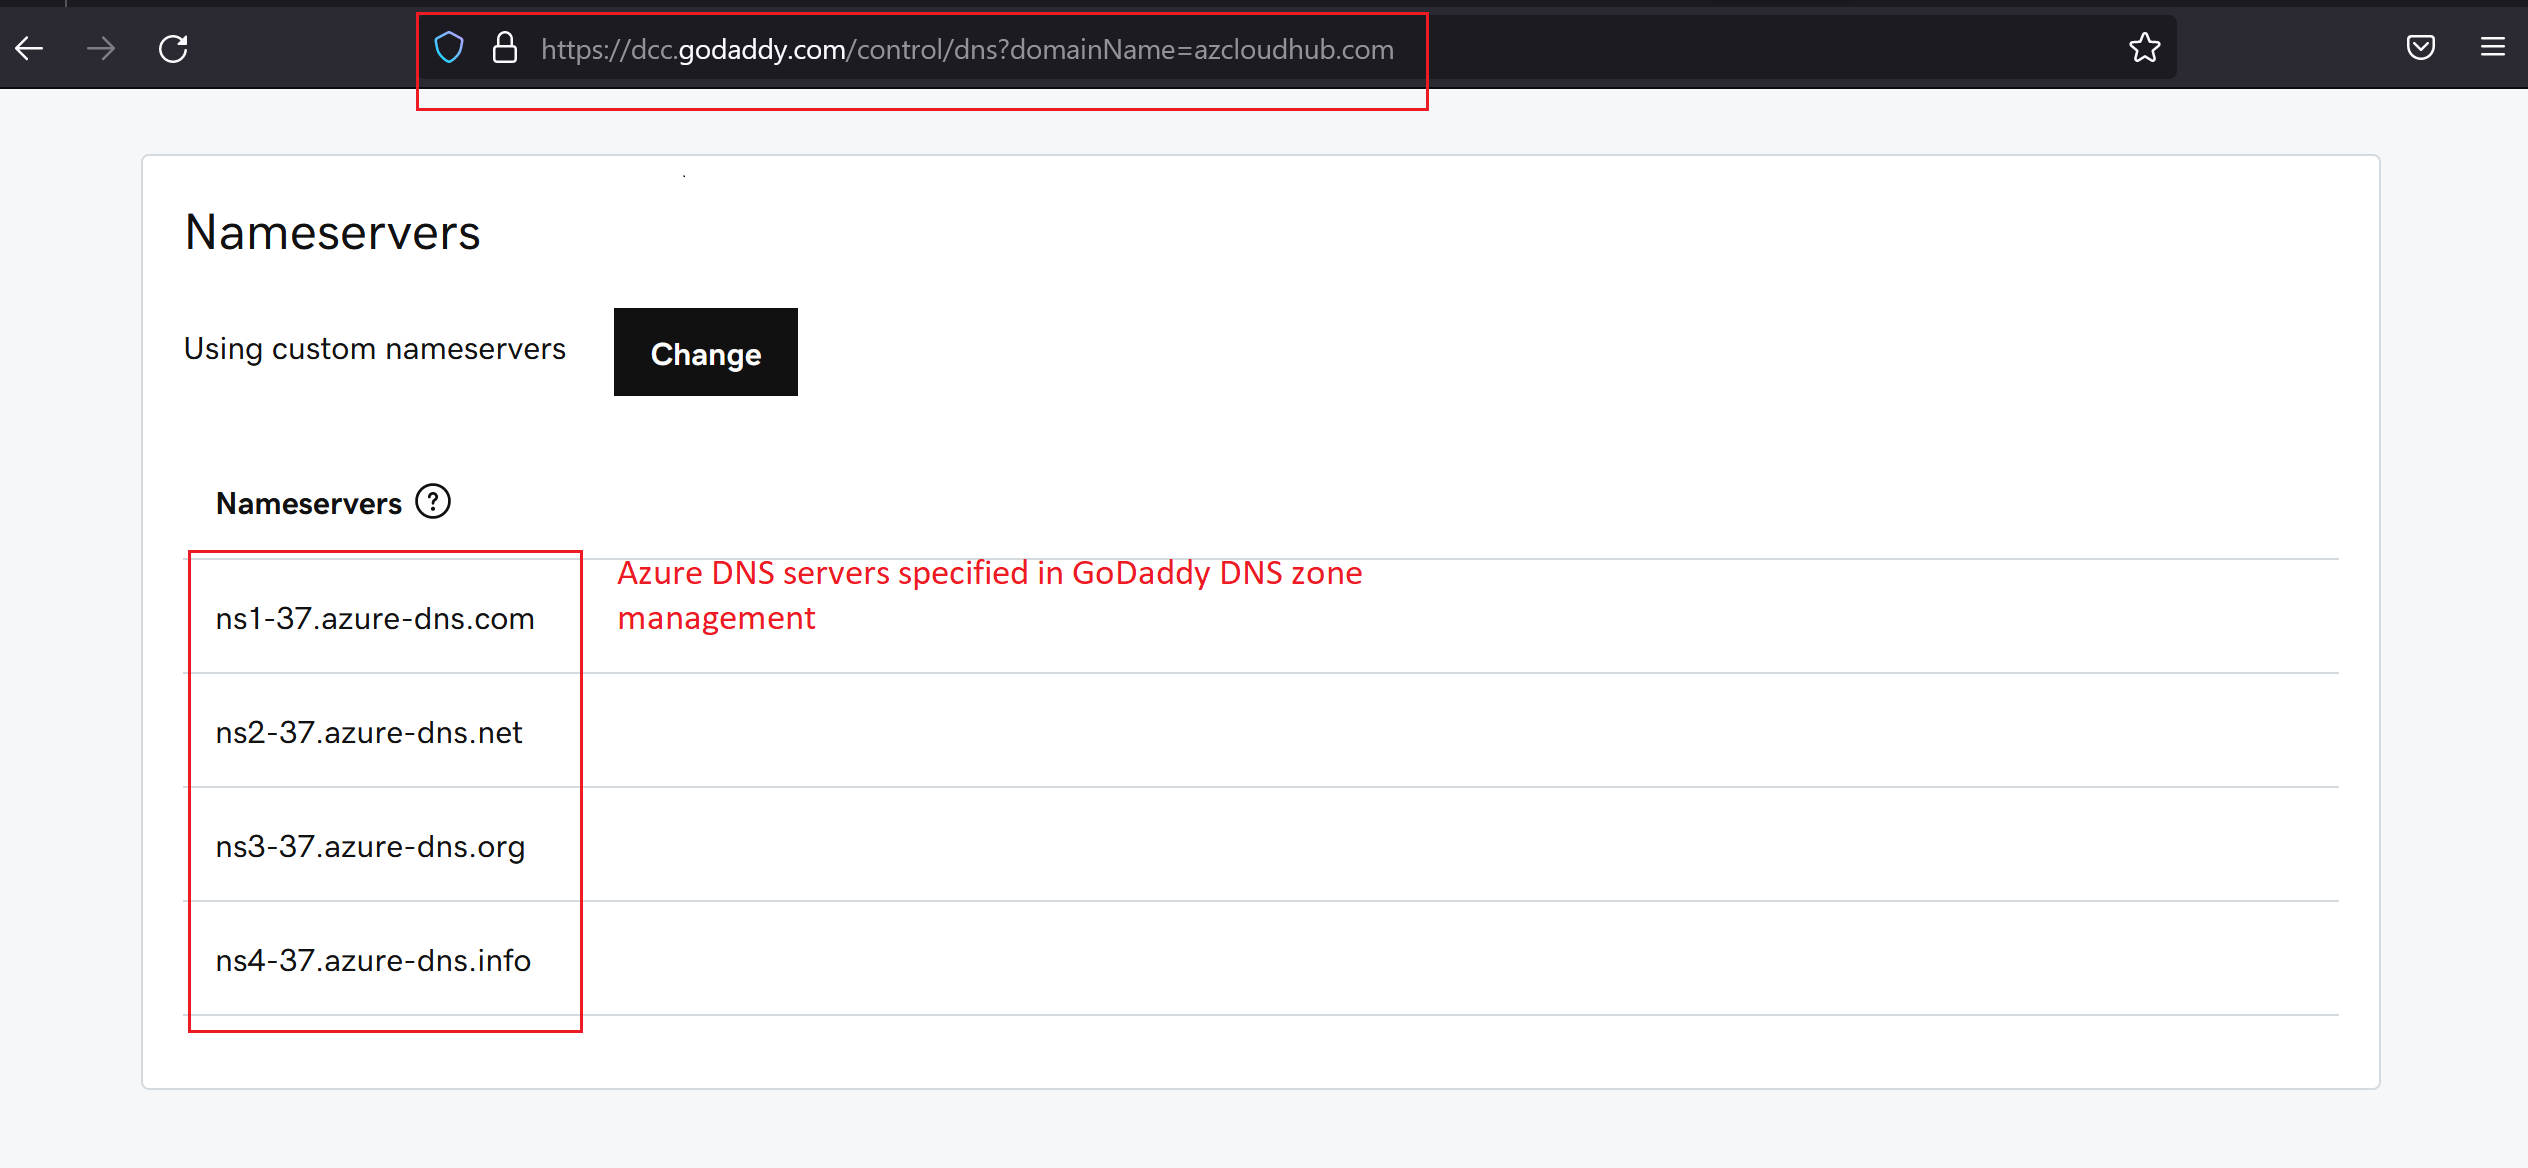 https://dcc.godaddy.com/control/dns?domainName=azcloudhub.com
Nameservers
Using custom nameservers
Change
Nameservers ?
Azure DNS servers specified in GoDaddy DNS zone
management
ns1-37.azure-dns.com
ns2-37.azure-dns.net
ns3-37.azure-dns.org
ns4-37.azure-dns.info